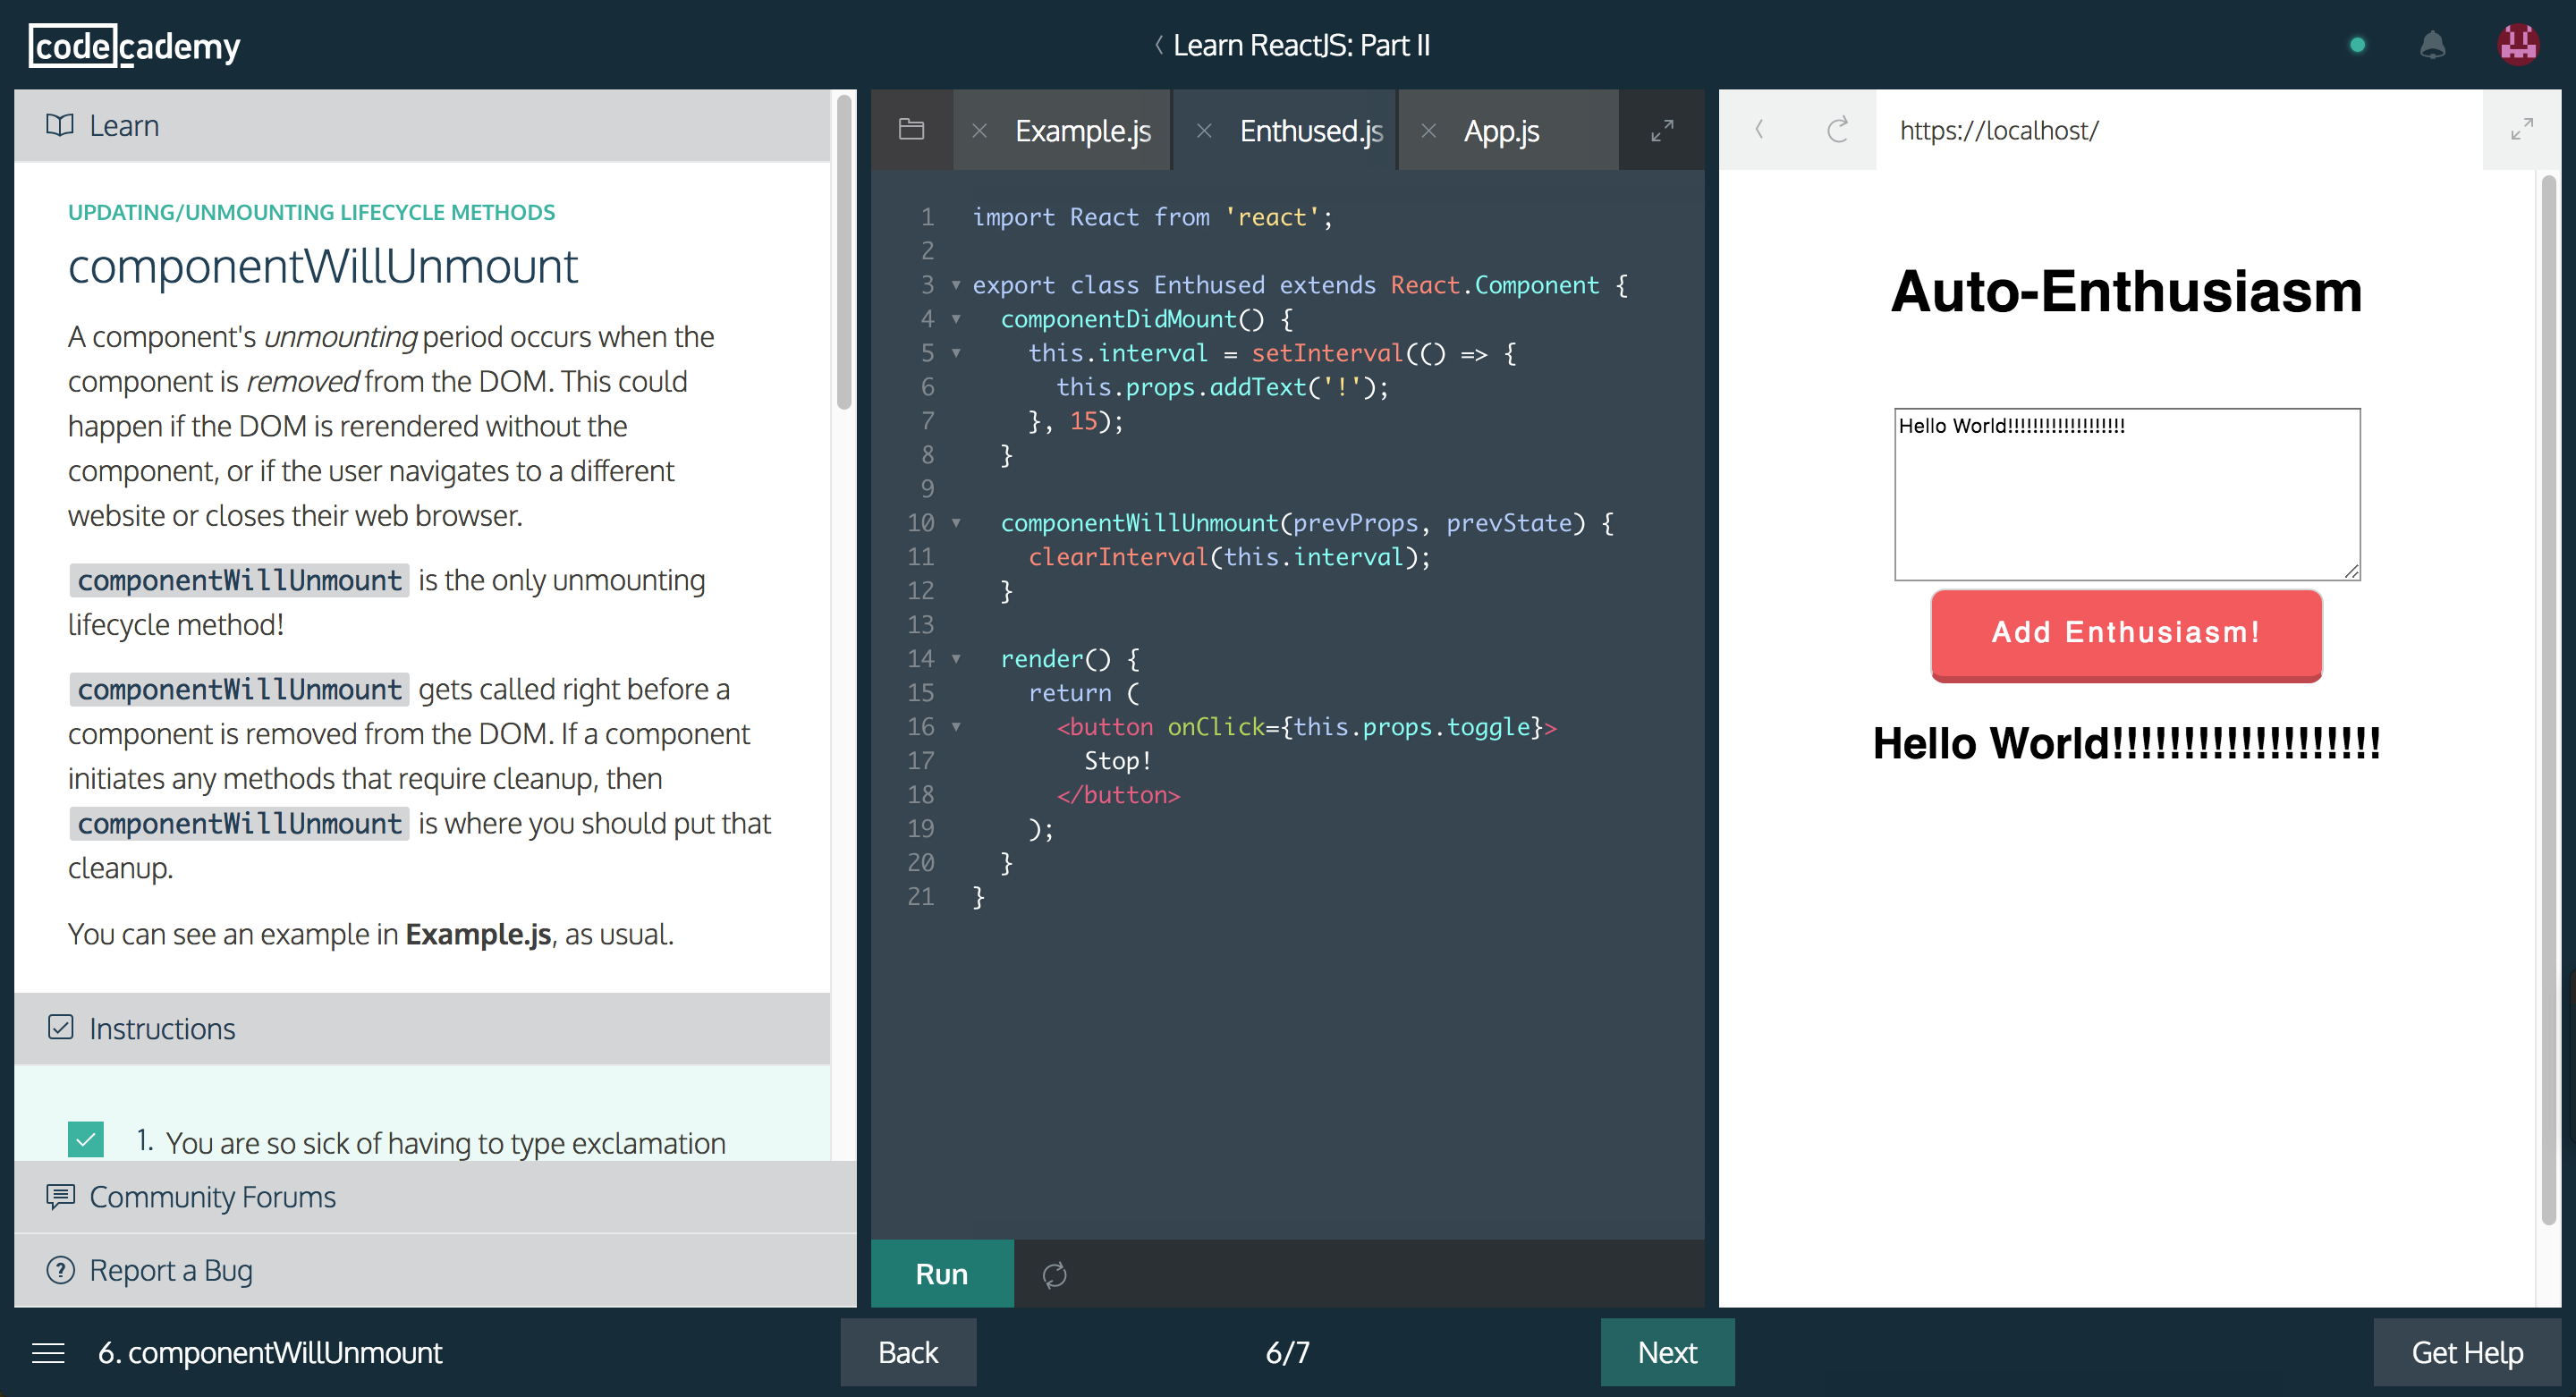 codecademy
Learn ReactJS: Part II
Learn
UPDATING/UNMOUNTING LIFECYCLE METHODS
componentWillUnmount
A component's unmounting period occurs when the
component is removed from the DOM. This could
happen if the DOM is rerendered without the
component, or if the user navigates to a different
website or closes their web browser.
componentWillUnmount is the only unmounting
lifecycle method!
componentWillUnmount gets called right before a
component is removed from the DOM. If a component
initiates any methods that require cleanup, then
componentWillUnmount is where you should put that
cleanup.
You can see an example in Example.js, as usual.
Instructions
1. You are so sick of having to type exclamation
Community Forums
? Report a Bug
Example.js
Enthused.js
App.js
1 import React from 'react';
2
3 export class Enthused extends React.Component {
4 componentDidMount() {
5 this.interval = setInterval(() => {
6 this.props.addText('!');
7 }, 15);
8 }
9
10 componentWillUnmount(prevProps, prevState) {
11 clearInterval(this.interval);
12 }
13
14 render() {
15 return (
16 <button onClick={this.props.toggle}>
17 Stop!
18 </button>
19 );
20 }
21 }
Run
https://localhost/
Auto-Enthusiasm
Hello World!!!!!!!!!!!!!!!!!!!
Add Enthusiasm!
Hello World!!!!!!!!!!!!!!!!!!!
6. componentWillUnmount
Back
6/7
Next
Get Help